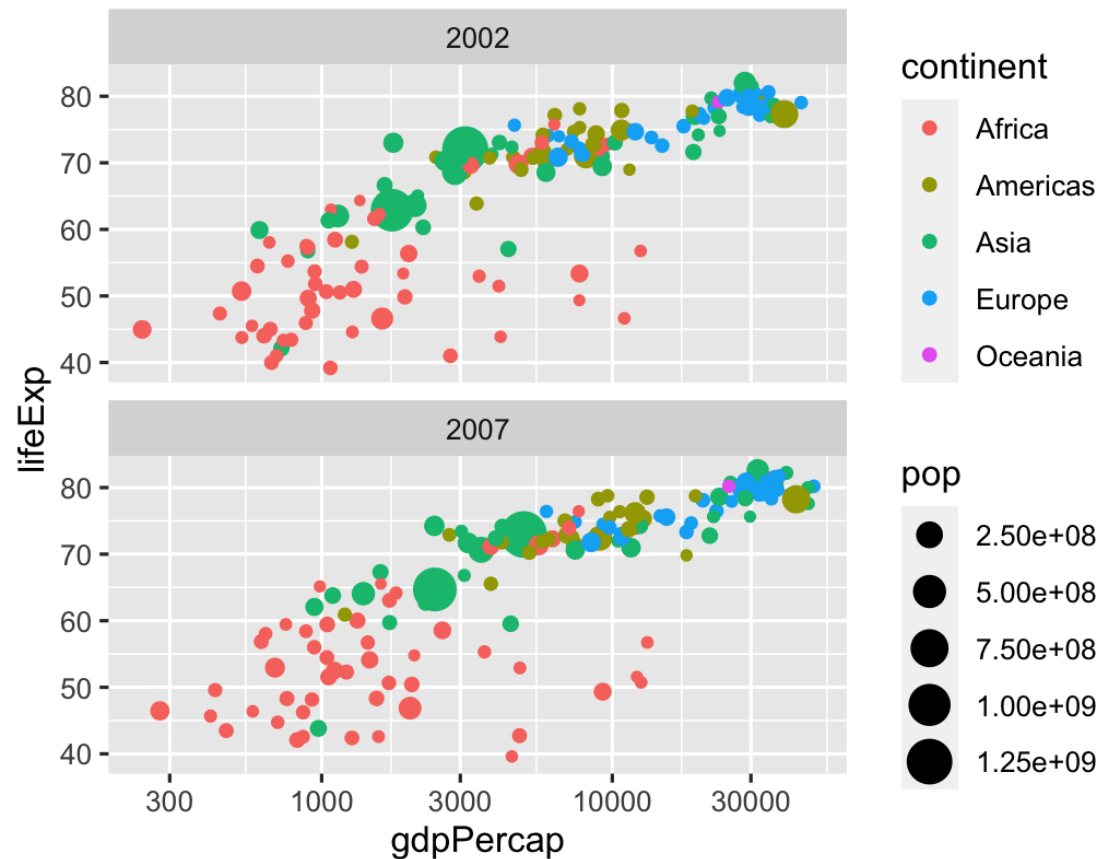 2002
80
70
60
50
40
2007
80
70
60
50
40
300
1000
3000
10000
30000
gdpPercap
lifeExp
continent
Africa
Americas
Asia
Europe
Oceania
pop
2.50e+08
5.00e+08
7.50e+08
1.00e+09
1.25e+09